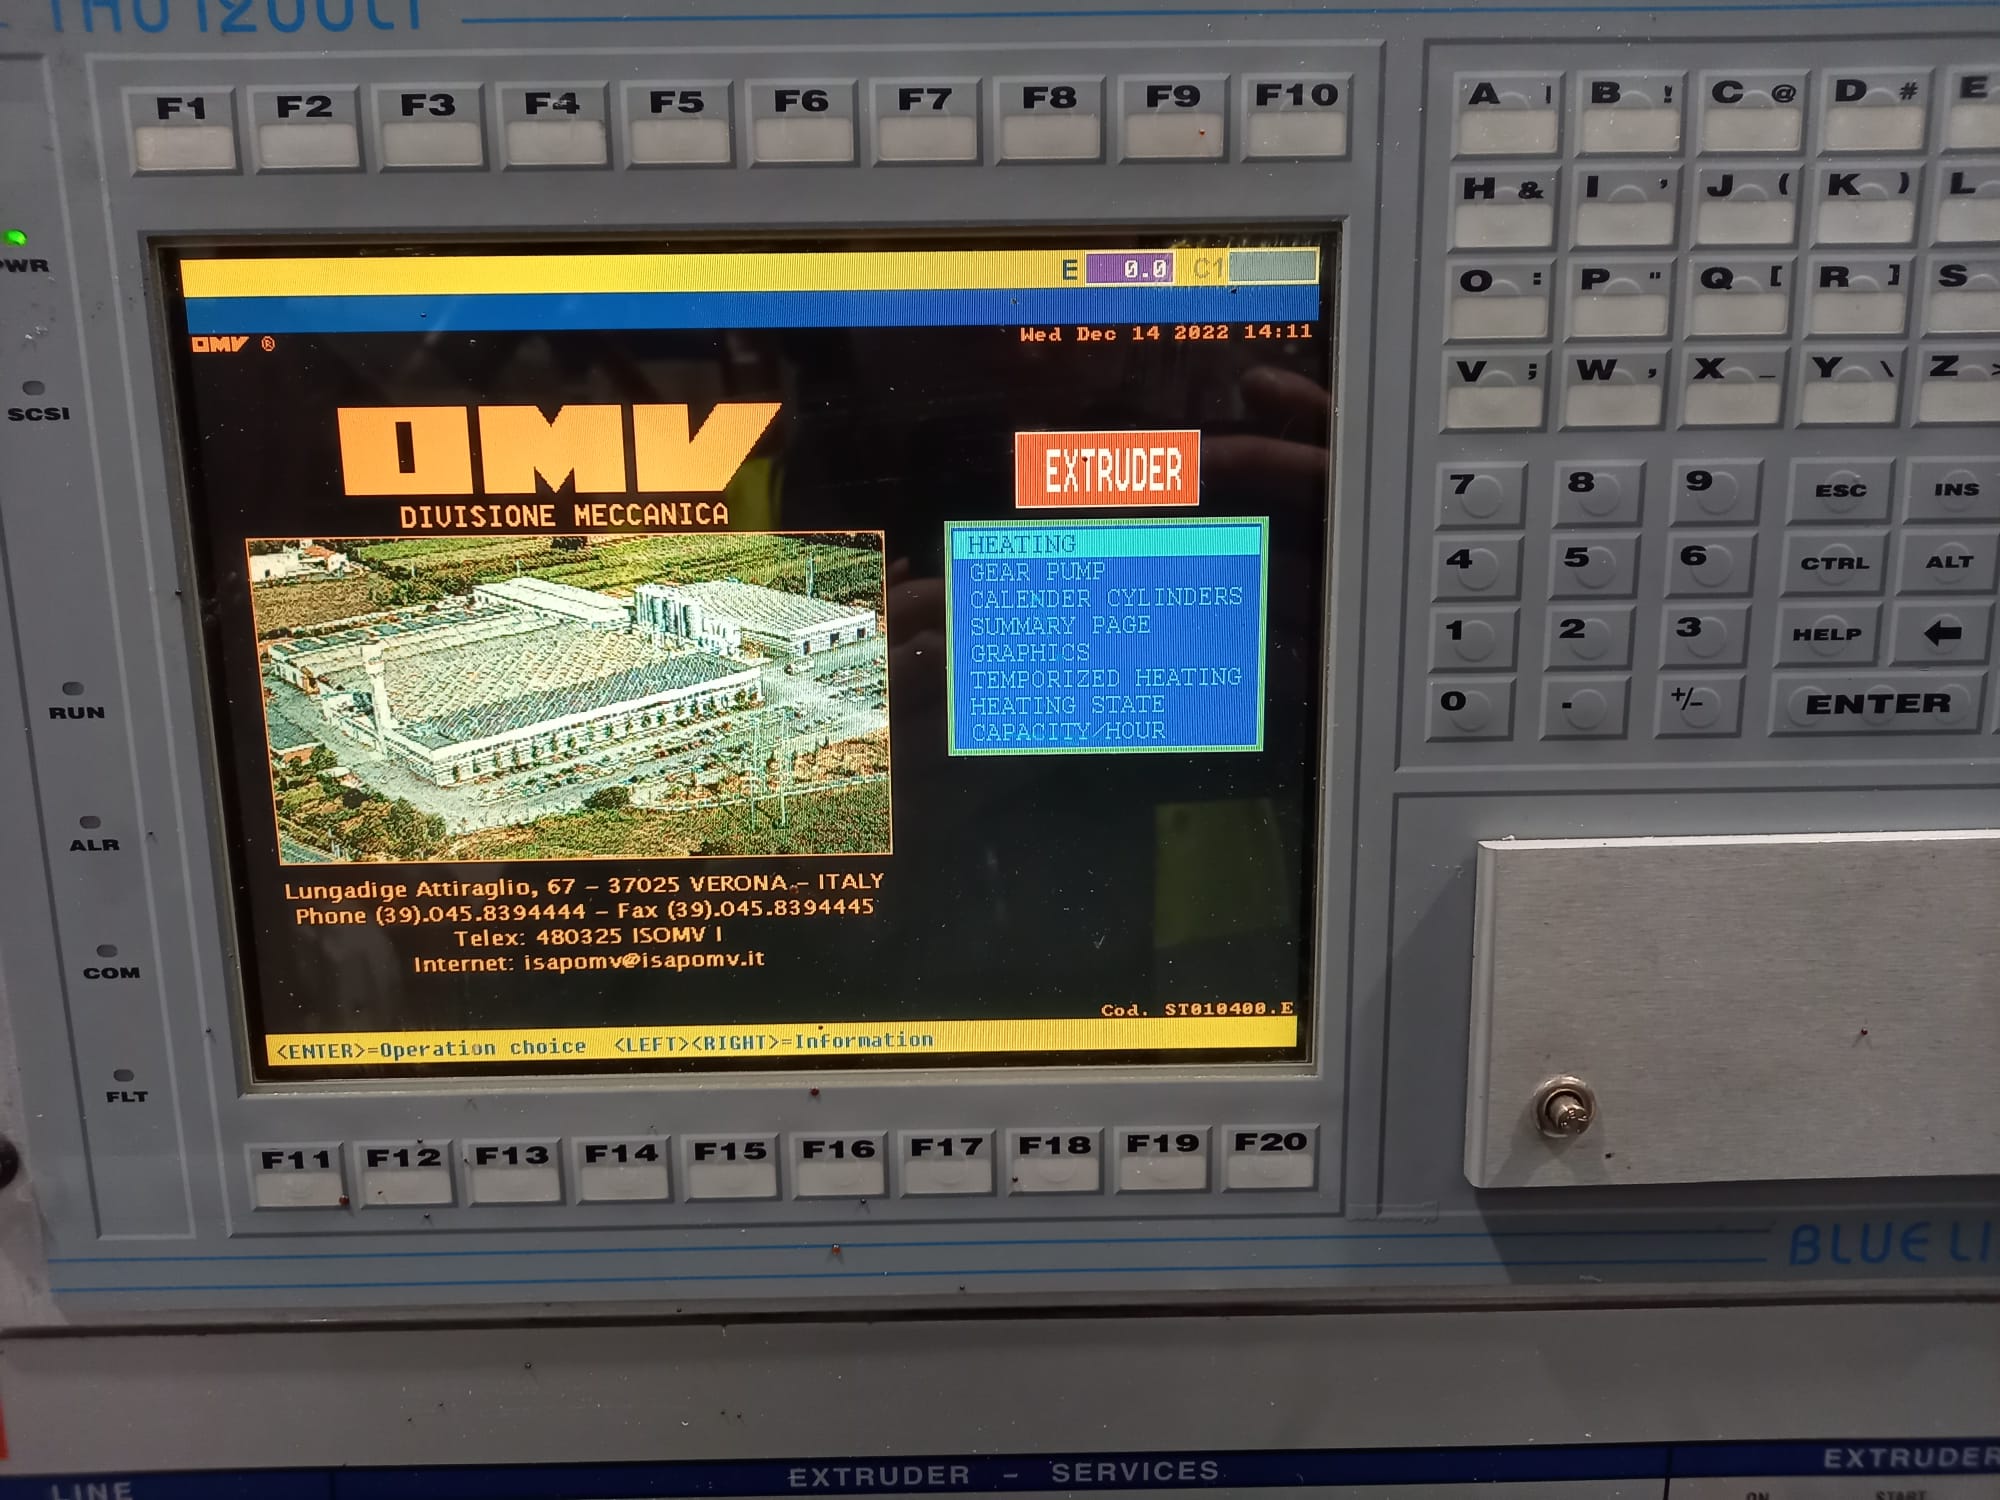 F1 F2 F3 F4 F5 F6 F7 F8 F9 F10
A | B ! C @ D # E
H & I ' J ( K ) L
O : P " Q [ R ] S
V ; W , X _ Y \ Z >
7 8 9 ESC INS
4 5 6 CTRL ALT
1 2 3 HELP
0 - +/- ENTER
PWR
SCSI
RUN
ALR
COM
FLT
E 0.0 C1
OMV ®
Wed Dec 14 2022 14:11
OMV
DIVISIONE MECCANICA
EXTRUDER
HEATING
GEAR PUMP
CALENDER CYLINDERS
SUMMARY PAGE
GRAPHICS
TEMPORIZED HEATING
HEATING STATE
CAPACITY/HOUR
Lungadige Attiraglio, 67 – 37025 VERONA – ITALY
Phone (39).045.8394444 – Fax (39).045.8394445
Telex: 480325 ISOMV I
Internet: isapomv@isapomv.it
Cod. ST010400.E
<ENTER>=Operation choice <LEFT><RIGHT>=Information
F11 F12 F13 F14 F15 F16 F17 F18 F19 F20
BLUE LI
LINE
EXTRUDER - SERVICES
EXTRUDER
ON START